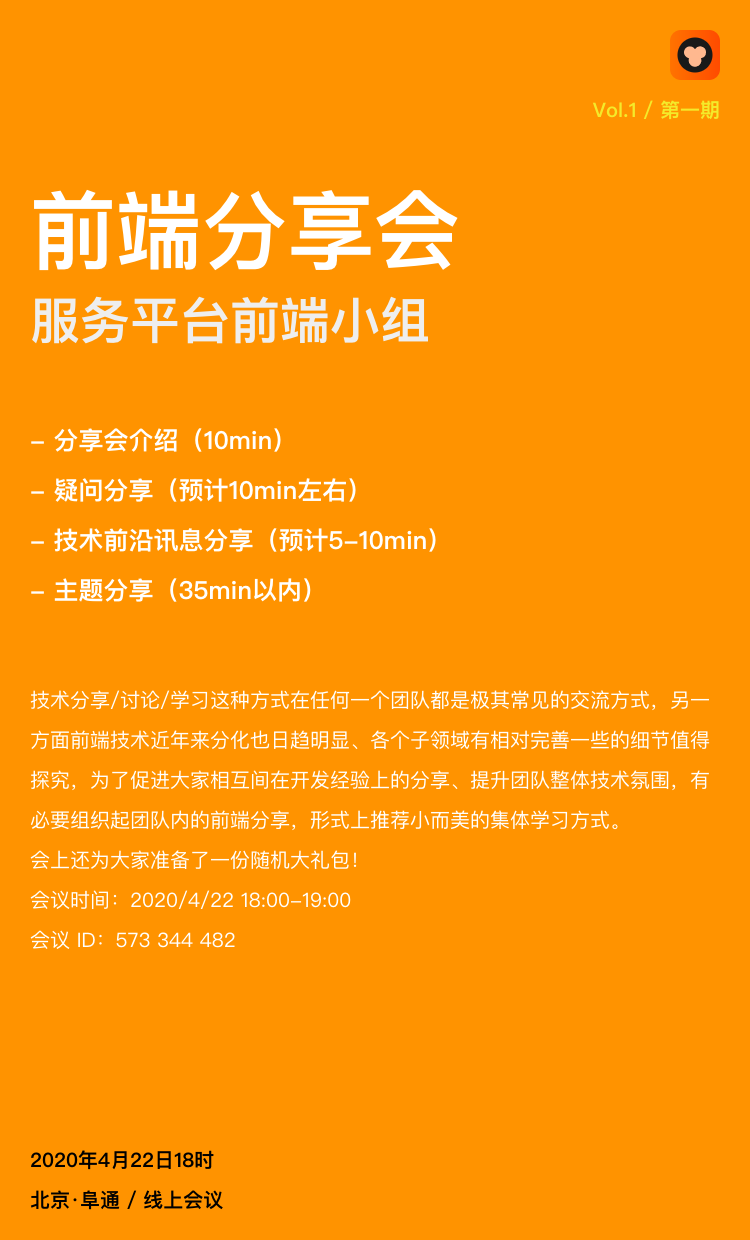 Vol.1 / 第一期
前端分享会
服务平台前端小组
– 分享会介绍（10min）
– 疑问分享（预计10min左右）
– 技术前沿讯息分享（预计5–10min）
– 主题分享（35min以内）
技术分享/讨论/学习这种方式在任何一个团队都是极其常见的交流方式，另一
方面前端技术近年来分化也日趋明显、各个子领域有相对完善一些的细节值得
探究，为了促进大家相互间在开发经验上的分享、提升团队整体技术氛围，有
必要组织起团队内的前端分享，形式上推荐小而美的集体学习方式。
会上还为大家准备了一份随机大礼包！
会议时间：2020/4/22 18:00–19:00
会议 ID：573 344 482
2020年4月22日18时
北京·阜通 / 线上会议